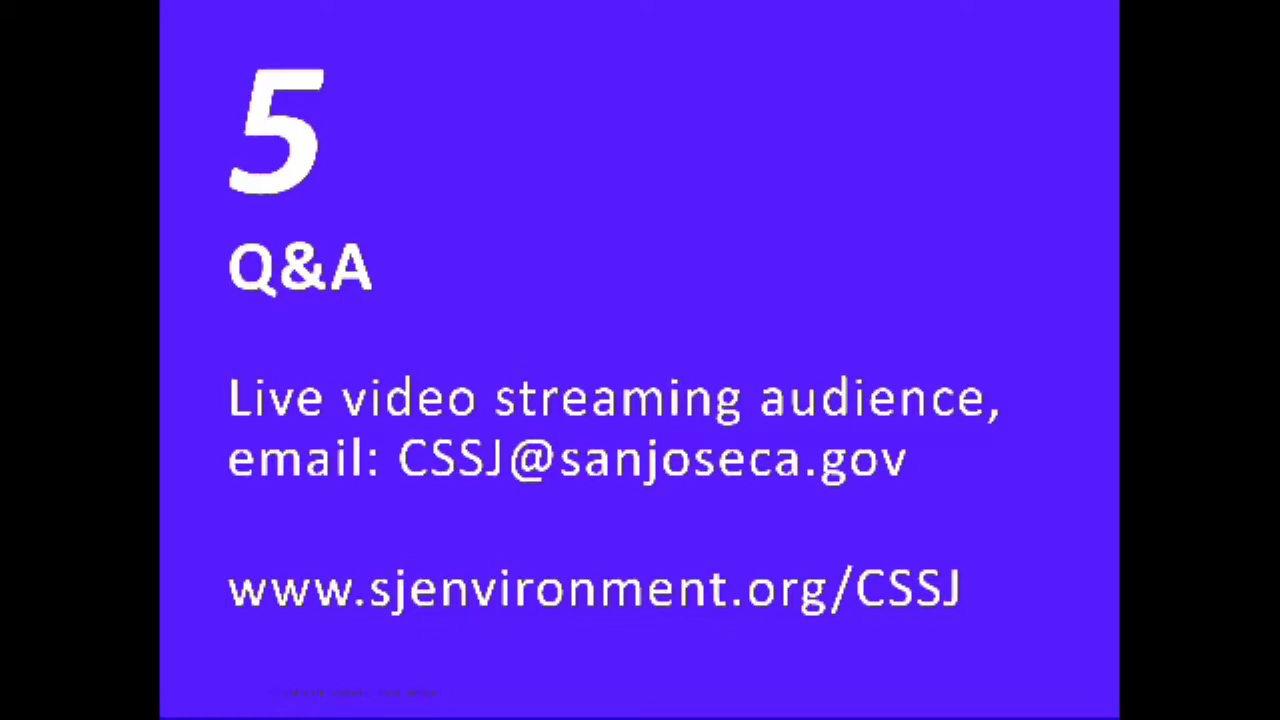 5
Q&A
Live video streaming audience,
email: CSSJ@sanjoseca.gov
www.sjenvironment.org/CSSJ